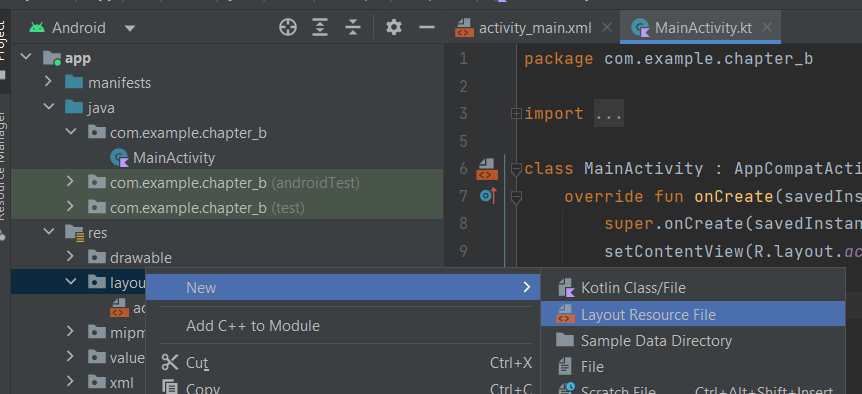 Project
Resource Manager
Android
activity_main.xml
MainActivity.kt
app
manifests
java
com.example.chapter_b
MainActivity
com.example.chapter_b (androidTest)
com.example.chapter_b (test)
res
drawable
layou
ac
mipm
value
xml
1 package com.example.chapter_b
2
3 import ...
5
6 class MainActivity : AppCompatActi
7 override fun onCreate(savedIns
8 super.onCreate(savedInstan
9 setContentView(R.layout.ac
New
Add C++ to Module
Cut Ctrl+X
Copy Ctrl+C
Kotlin Class/File
Layout Resource File
Sample Data Directory
File
Scratch File Ctrl+Alt+Shift+Insert